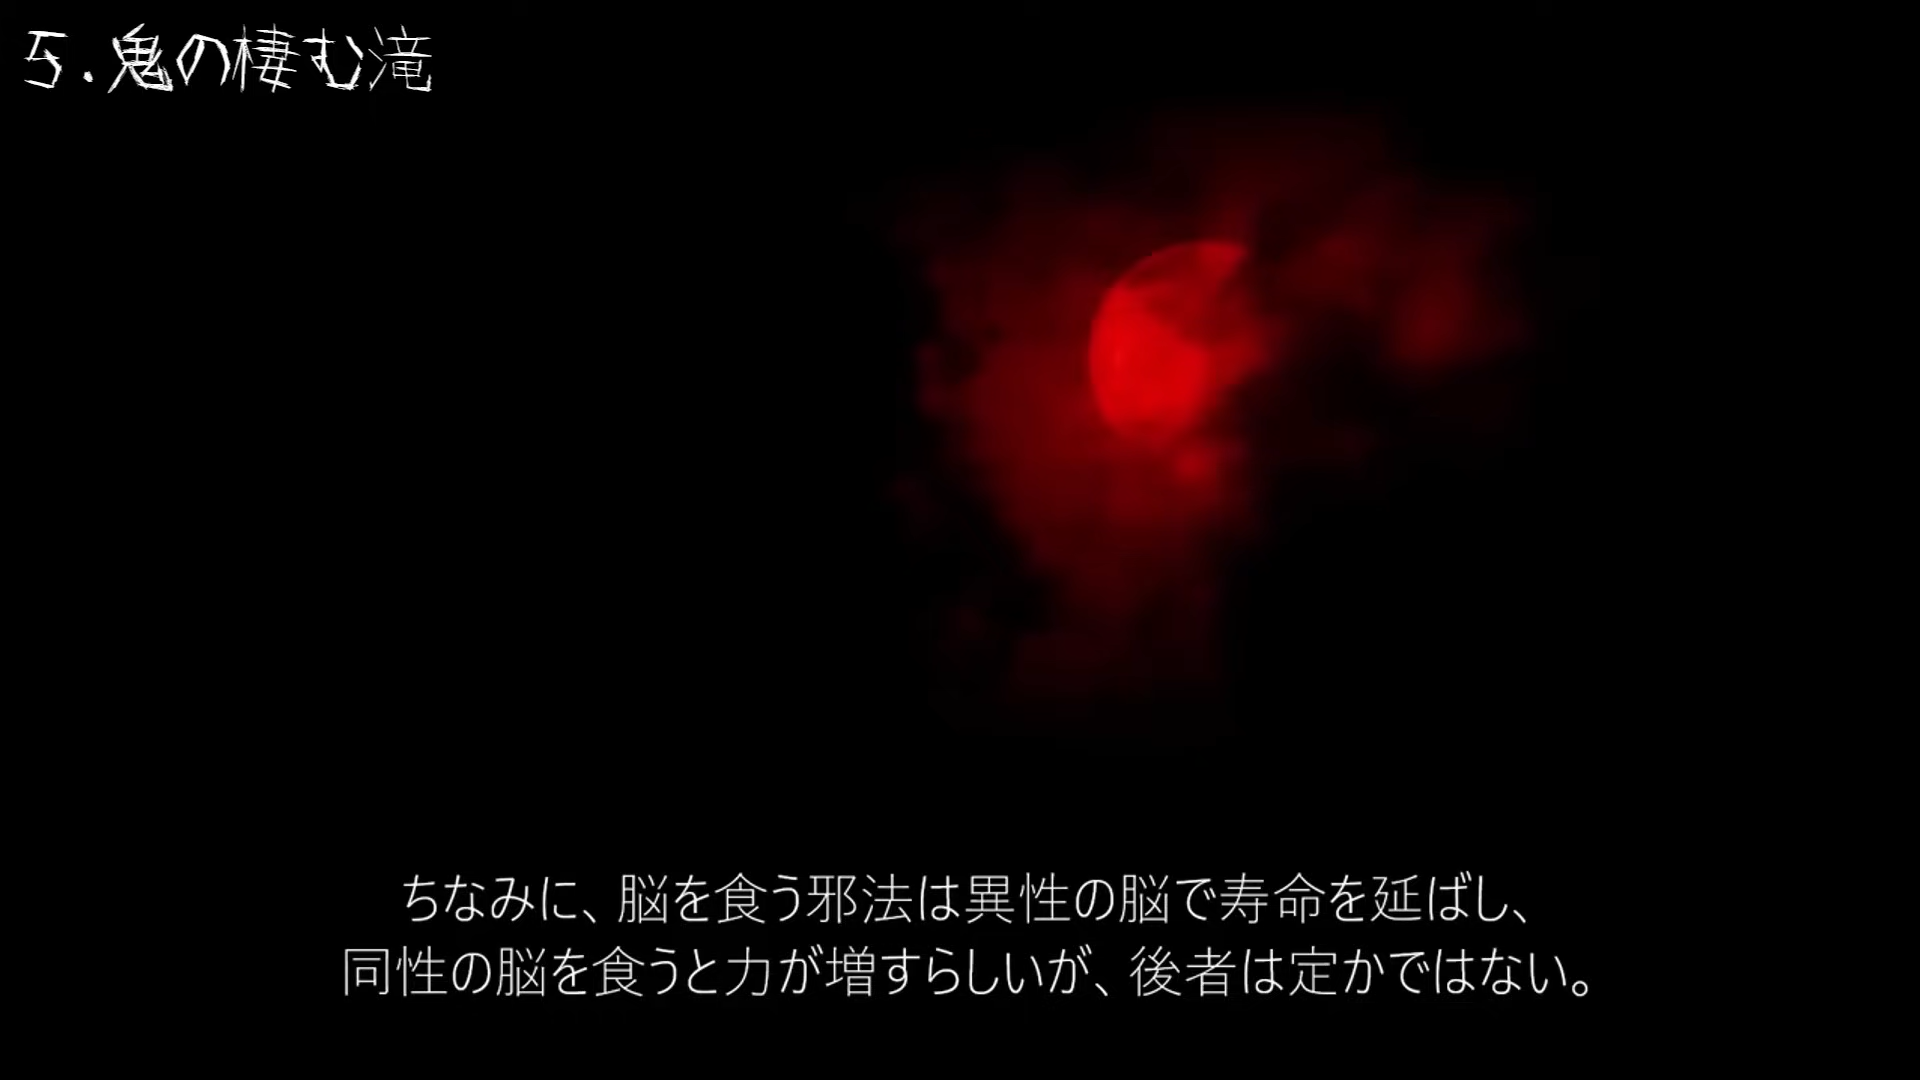 5.鬼の棲む滝
ちなみに、脳を食う邪法は異性の脳で寿命を延ばし、
同性の脳を食うと力が増すらしいが、後者は定かではない。